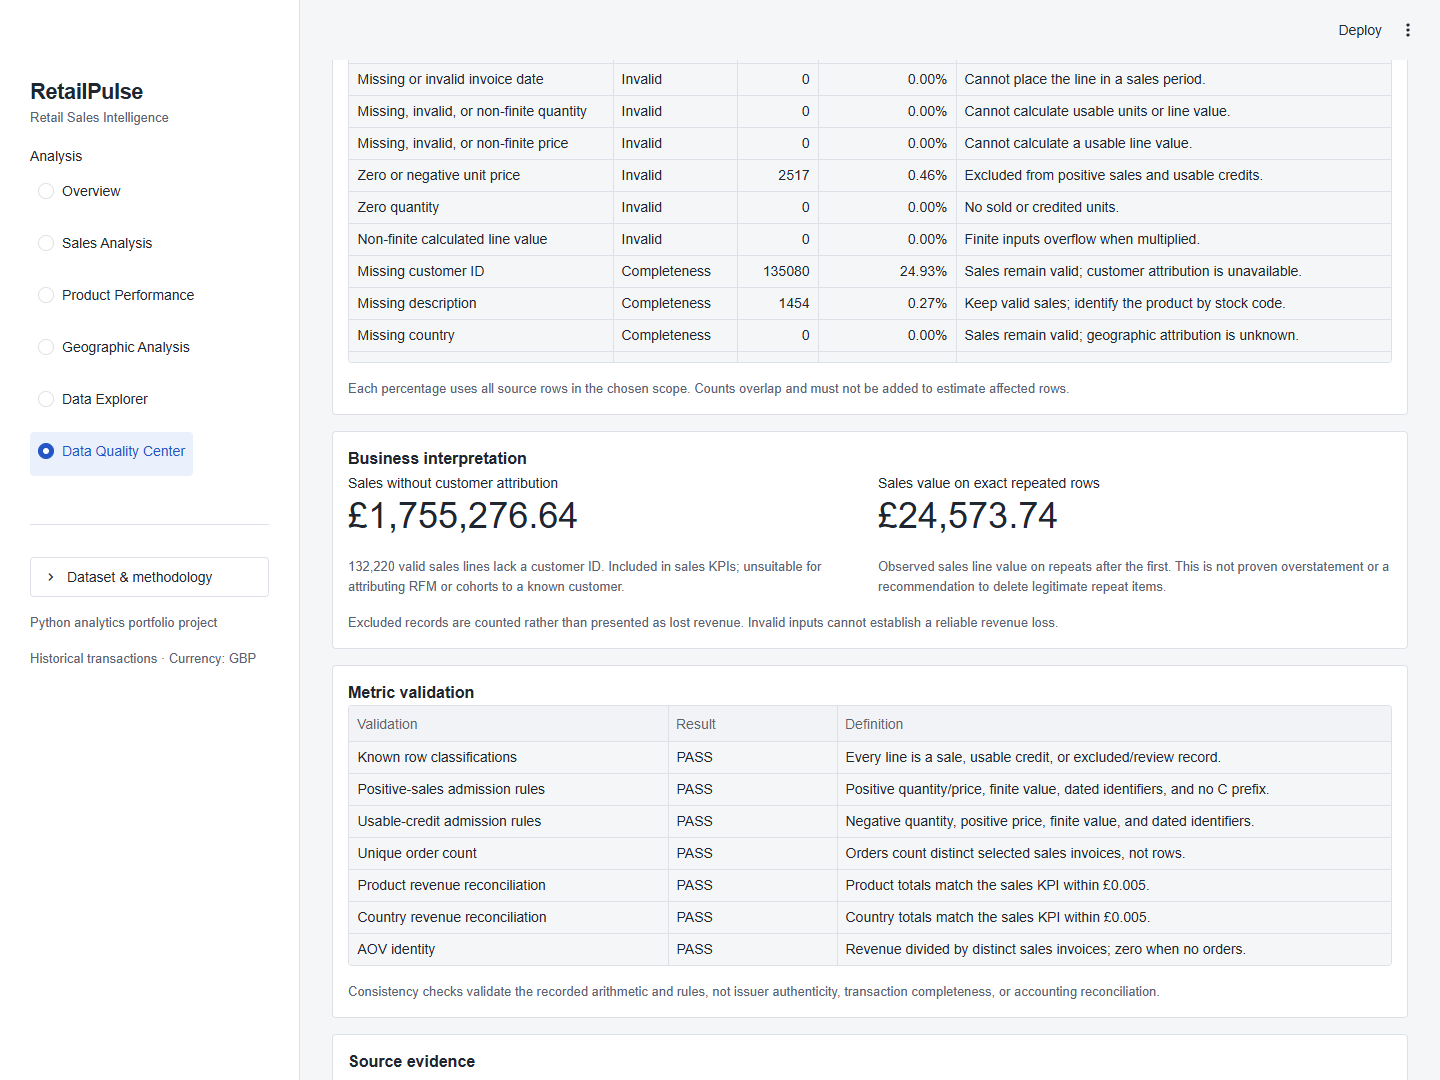 Deploy
RetailPulse
Retail Sales Intelligence
Analysis
Overview
Sales Analysis
Product Performance
Geographic Analysis
Data Explorer
Data Quality Center
Dataset & methodology
Python analytics portfolio project
Historical transactions · Currency: GBP
Missing or invalid invoice date Invalid 0 0.00% Cannot place the line in a sales period.
Missing, invalid, or non-finite quantity Invalid 0 0.00% Cannot calculate usable units or line value.
Missing, invalid, or non-finite price Invalid 0 0.00% Cannot calculate a usable line value.
Zero or negative unit price Invalid 2517 0.46% Excluded from positive sales and usable credits.
Zero quantity Invalid 0 0.00% No sold or credited units.
Non-finite calculated line value Invalid 0 0.00% Finite inputs overflow when multiplied.
Missing customer ID Completeness 135080 24.93% Sales remain valid; customer attribution is unavailable.
Missing description Completeness 1454 0.27% Keep valid sales; identify the product by stock code.
Missing country Completeness 0 0.00% Sales remain valid; geographic attribution is unknown.
Each percentage uses all source rows in the chosen scope. Counts overlap and must not be added to estimate affected rows.
Business interpretation
Sales without customer attribution
£1,755,276.64
132,220 valid sales lines lack a customer ID. Included in sales KPIs; unsuitable for
attributing RFM or cohorts to a known customer.
Sales value on exact repeated rows
£24,573.74
Observed sales line value on repeats after the first. This is not proven overstatement or a
recommendation to delete legitimate repeat items.
Excluded records are counted rather than presented as lost revenue. Invalid inputs cannot establish a reliable revenue loss.
Metric validation
Validation Result Definition
Known row classifications PASS Every line is a sale, usable credit, or excluded/review record.
Positive-sales admission rules PASS Positive quantity/price, finite value, dated identifiers, and no C prefix.
Usable-credit admission rules PASS Negative quantity, positive price, finite value, and dated identifiers.
Unique order count PASS Orders count distinct selected sales invoices, not rows.
Product revenue reconciliation PASS Product totals match the sales KPI within £0.005.
Country revenue reconciliation PASS Country totals match the sales KPI within £0.005.
AOV identity PASS Revenue divided by distinct sales invoices; zero when no orders.
Consistency checks validate the recorded arithmetic and rules, not issuer authenticity, transaction completeness, or accounting reconciliation.
Source evidence